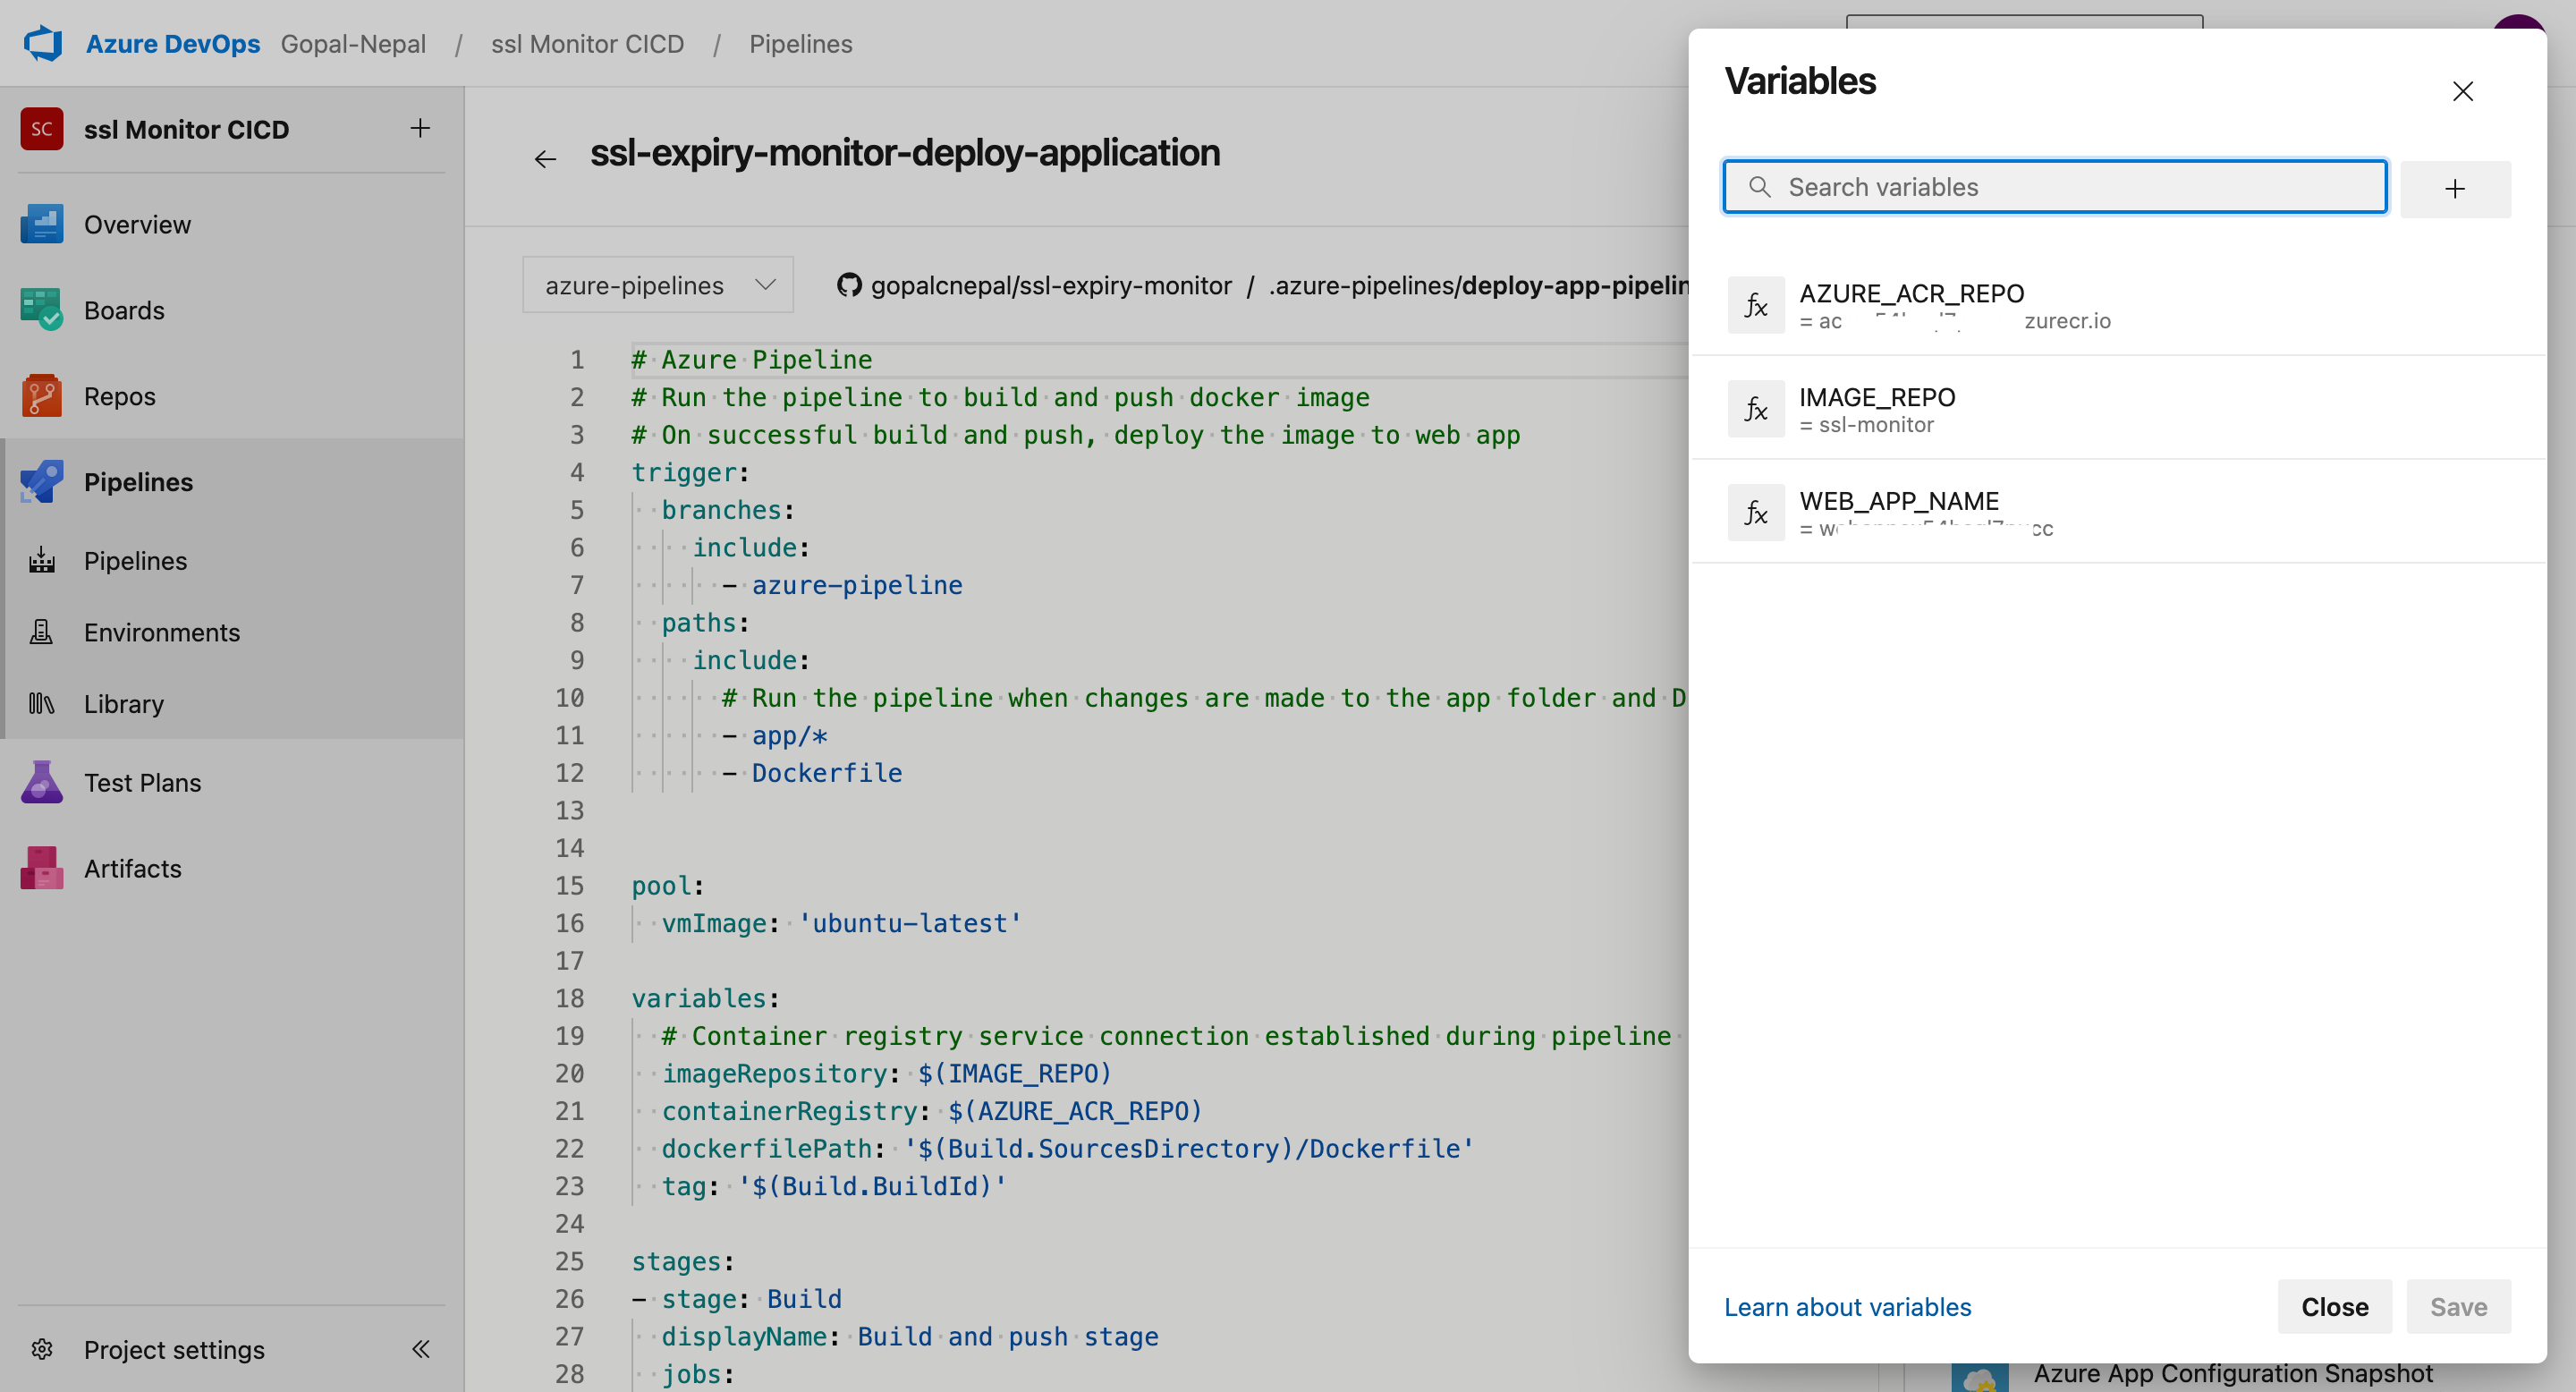 Azure DevOps Gopal-Nepal / ssl Monitor CICD / Pipelines
SC ssl Monitor CICD
Overview
Boards
Repos
Pipelines
Pipelines
Environments
Library
Test Plans
Artifacts
Project settings
ssl-expiry-monitor-deploy-application
azure-pipelines
gopalcnepal/ssl-expiry-monitor / .azure-pipelines/deploy-app-pipelin
1 # Azure Pipeline
2 # Run the pipeline to build and push docker image
3 # On successful build and push, deploy the image to web app
4 trigger:
5 branches:
6 include:
7 - azure-pipeline
8 paths:
9 include:
10 # Run the pipeline when changes are made to the app folder and D
11 - app/*
12 - Dockerfile
13
14
15 pool:
16 vmImage: 'ubuntu-latest'
17
18 variables:
19 # Container registry service connection established during pipeline
20 imageRepository: $(IMAGE_REPO)
21 containerRegistry: $(AZURE_ACR_REPO)
22 dockerfilePath: '$(Build.SourcesDirectory)/Dockerfile'
23 tag: '$(Build.BuildId)'
24
25 stages:
26 - stage: Build
27 displayName: Build and push stage
28 jobs:
Variables
Search variables
fx AZURE_ACR_REPO
= ac zurecr.io
fx IMAGE_REPO
= ssl-monitor
fx WEB_APP_NAME
= w cc
Learn about variables
Close
Save
Azure App Configuration Snapshot